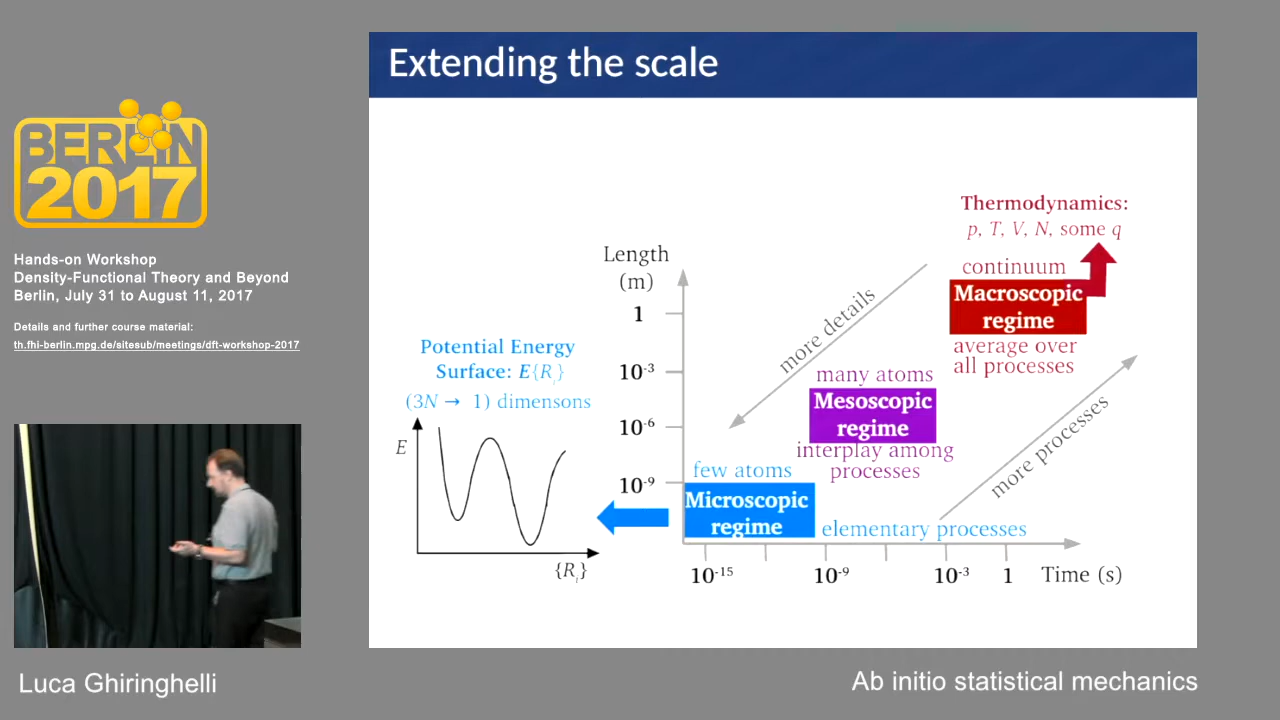 Extending the scale
BERLIN
2017
Hands-on Workshop
Density-Functional Theory and Beyond
Berlin, July 31 to August 11, 2017
Details and further course material:
th.fhi-berlin.mpg.de/sitesub/meetings/dft-workshop-2017
Thermodynamics:
p, T, V, N, some q
continuum
Macroscopic
regime
average over
all processes
Length
(m)
1
10-3
10-6
10-9
more details
many atoms
Mesoscopic
regime
interplay among
processes
more processes
few atoms
Microscopic
regime
elementary processes
10-15
10-9
10-3
1
Time (s)
Potential Energy
Surface: E{Ri}
(3N → 1) dimensons
E
{Ri}
Luca Ghiringhelli
Ab initio statistical mechanics